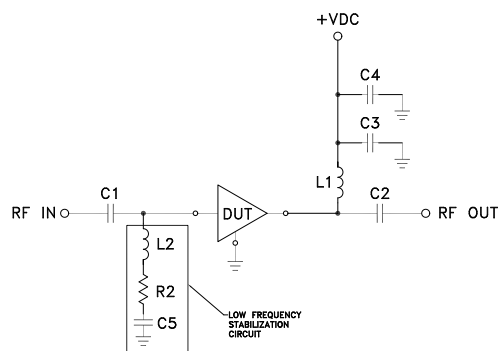 +VDC
C4
C3
L1
C1
C2
RF IN
DUT
RF OUT
L2
R2
C5
LOW FREQUENCY
STABILIZATION
CIRCUIT